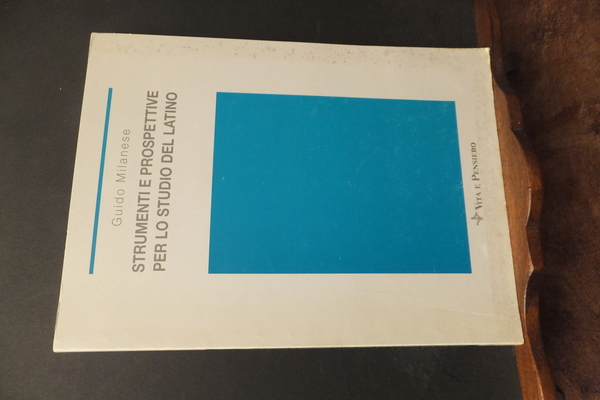 Guido Milanese
STRUMENTI E PROSPETTIVE
PER LO STUDIO DEL LATINO
VITA E PENSIERO